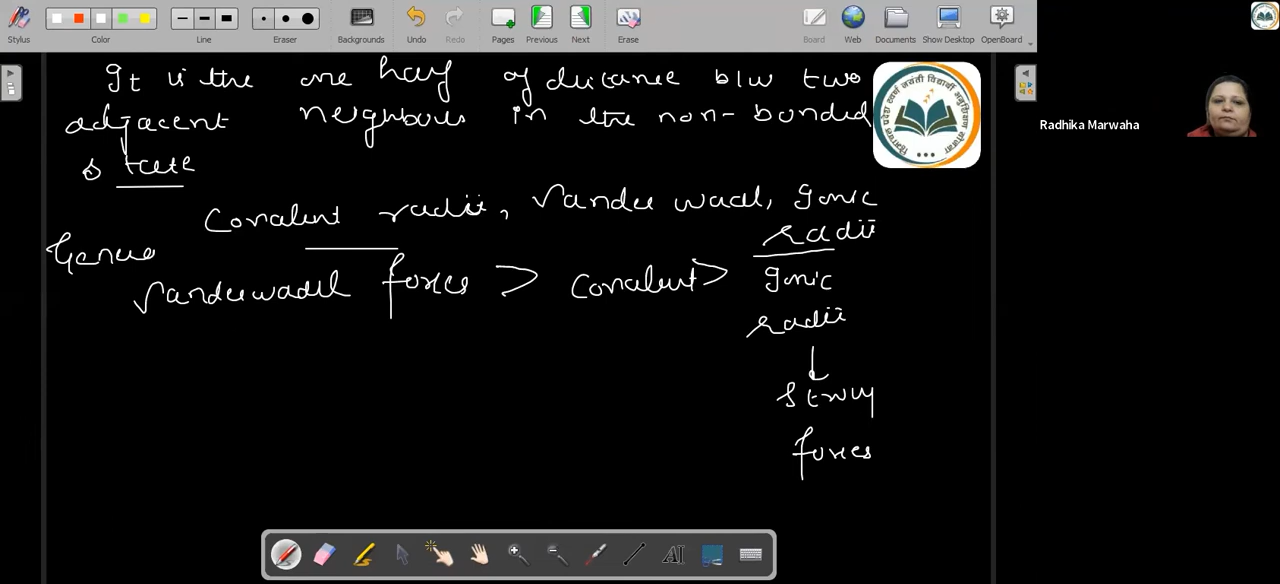 Stylus
Color
Line
Eraser
Backgrounds
Undo
Redo
Pages
Previous
Next
Erase
Board
Web
Documents
Show Desktop
OpenBoard
It is the one half of distance b/w two
adjacent neighbours in the non-bonded
state
Covalent radii, Vander waal, Ionic
radii
Vanderwaal forces > Covalent > Ionic
radii
↓
Strong
forces
Radhika Marwaha
AI